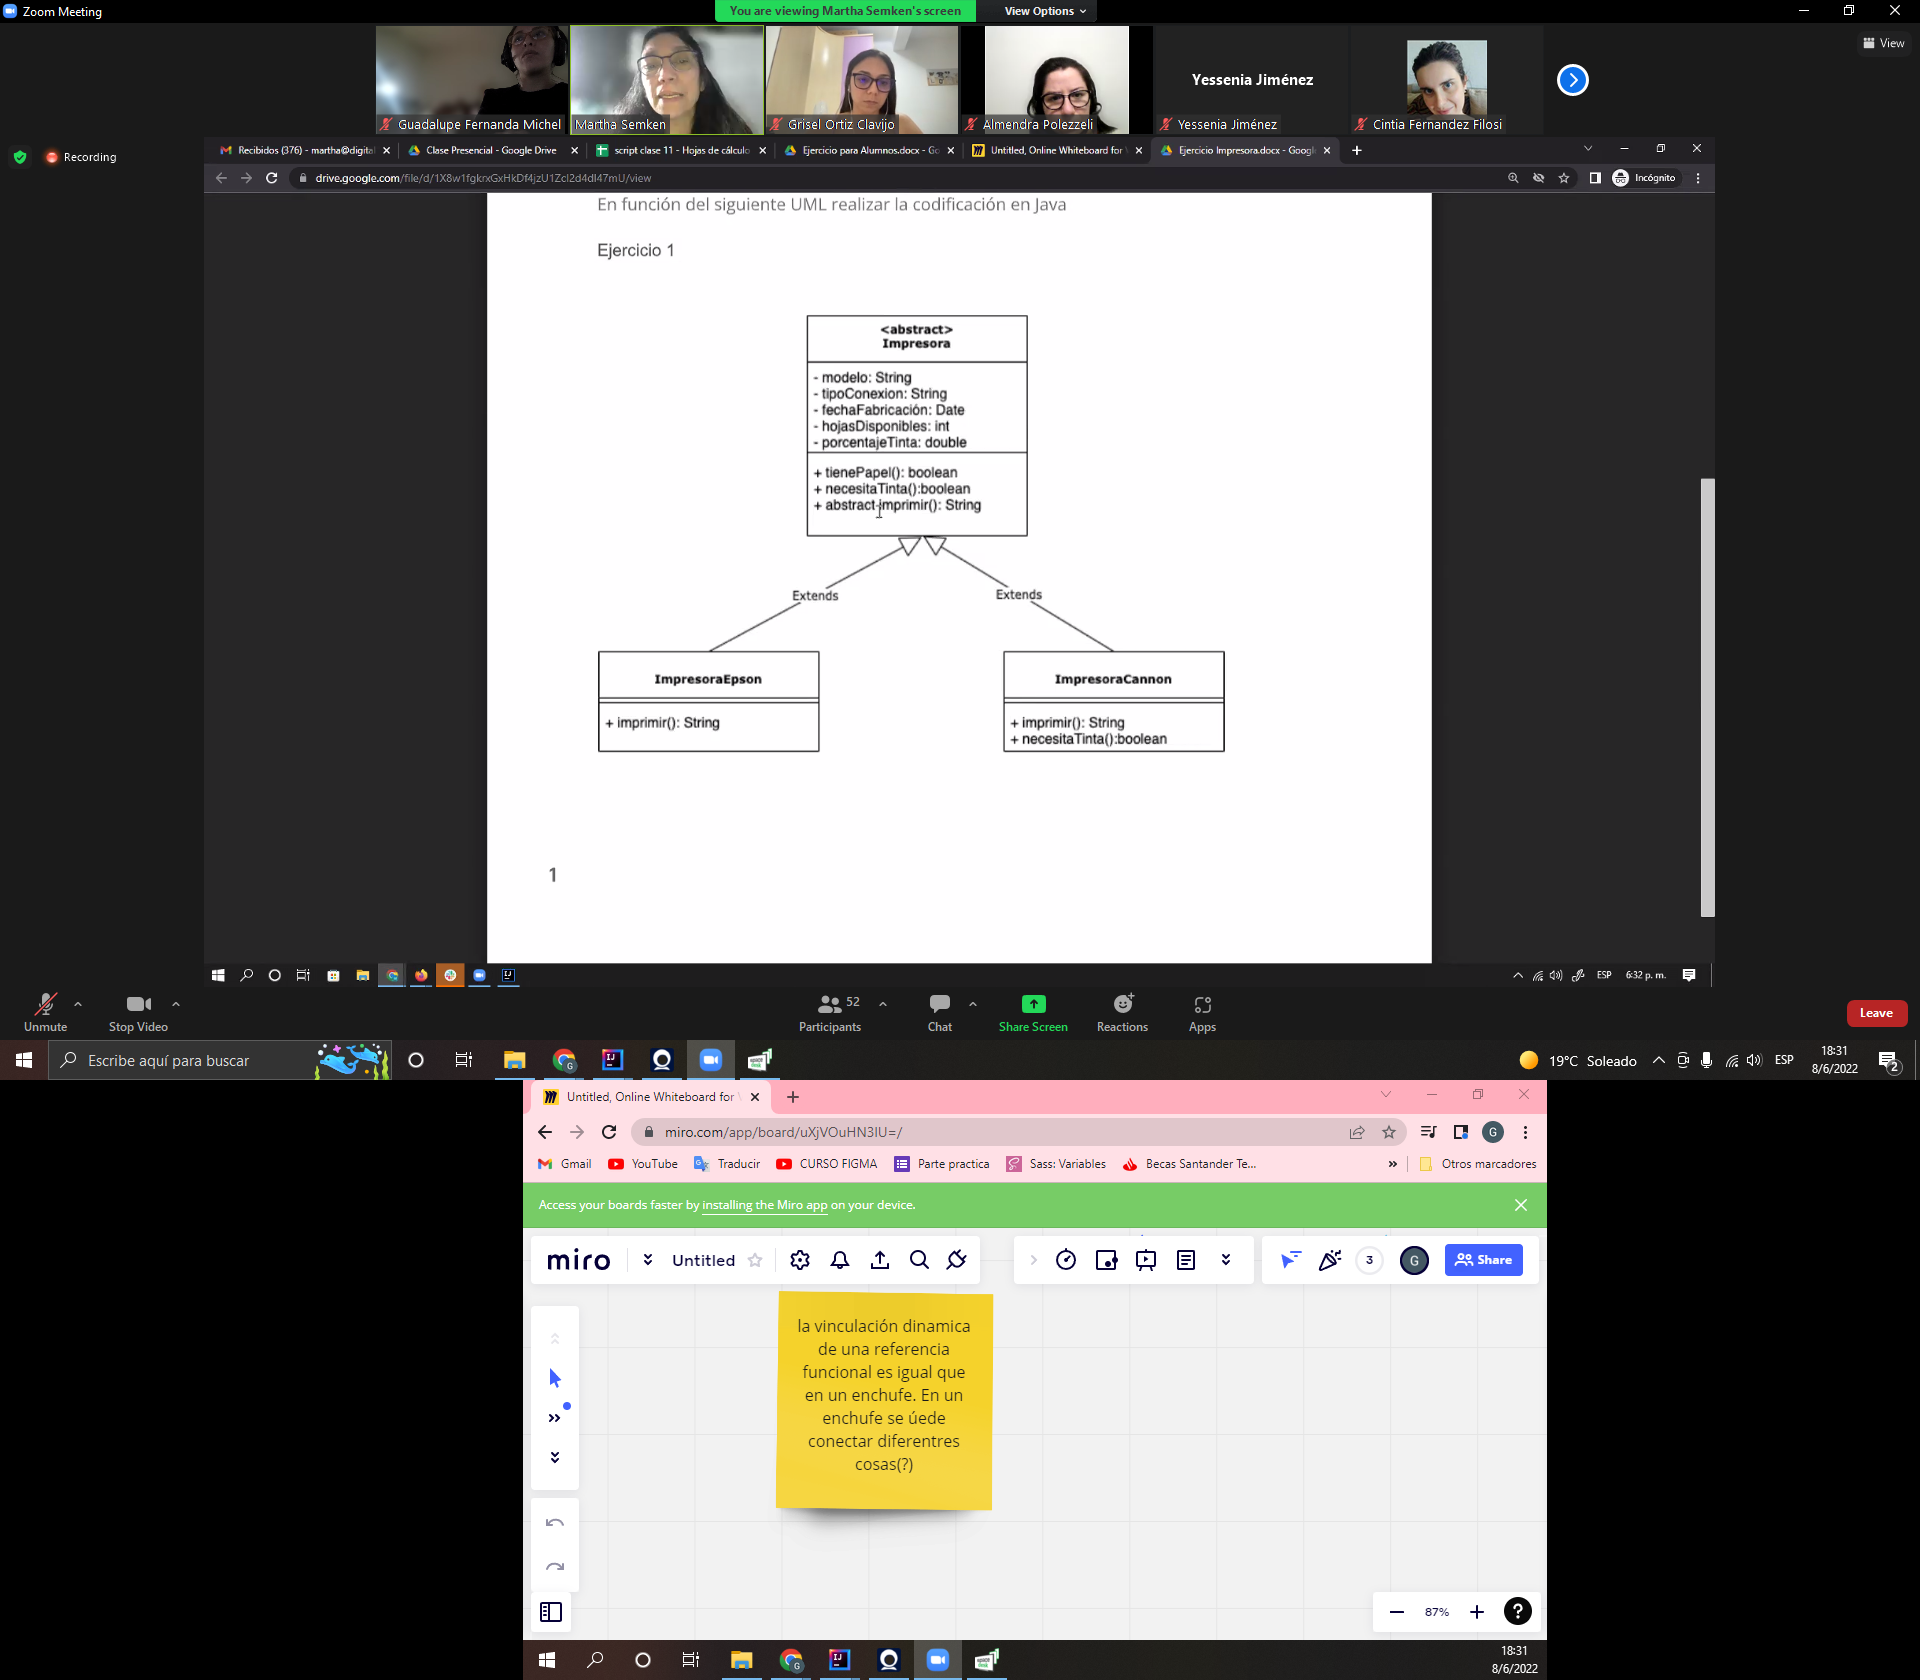 Zoom Meeting
You are viewing Martha Semken's screen
View Options
View
Guadalupe Fernanda Michel
Martha Semken
Grisel Ortiz Clavijo
Almendra Polezzeli
Yessenia Jiménez
Yessenia Jiménez
Cintia Fernandez Filosi
Recording
Recibidos (376) - martha@digital
Clase Presencial - Google Drive
script clase 11 - Hojas de cálculo
Ejercicio para Alumnos.docx - Go
Untitled, Online Whiteboard for
Ejercicio Impresora.docx - Google
drive.google.com/file/d/1X8w1fgkrxGxHkDf4jzU1Zcl2d4dI47mU/view
Incógnito
En función del siguiente UML realizar la codificación en Java
Ejercicio 1
<abstract>
Impresora
- modelo: String
- tipoConexion: String
- fechaFabricación: Date
- hojasDisponibles: int
- porcentajeTinta: double
+ tienePapel(): boolean
+ necesitaTinta():boolean
+ abstract imprimir(): String
Extends
Extends
ImpresoraEpson
+ imprimir(): String
ImpresoraCannon
+ imprimir(): String
+ necesitaTinta():boolean
1
ESP
6:32 p. m.
Unmute
Stop Video
52
Participants
Chat
Share Screen
Reactions
Apps
Leave
Escribe aquí para buscar
19°C Soleado
ESP
18:31
8/6/2022
2
Untitled, Online Whiteboard for
miro.com/app/board/uXjVOuHN3IU=/
G
Gmail
YouTube
Traducir
CURSO FIGMA
Parte practica
Sass: Variables
Becas Santander Te...
Otros marcadores
Access your boards faster by installing the Miro app on your device.
miro
Untitled
3
G
Share
la vinculación dinamica
de una referencia
funcional es igual que
en un enchufe. En un
enchufe se úede
conectar diferentres
cosas(?)
87%
?
18:31
8/6/2022